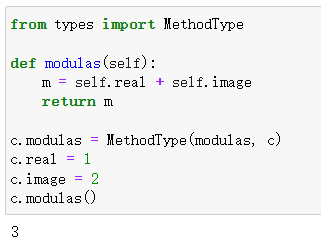 from types import MethodType
def modulas(self):
    m = self.real + self.image
    return m
c.modulas = MethodType(modulas, c)
c.real = 1
c.image = 2
c.modulas()
3